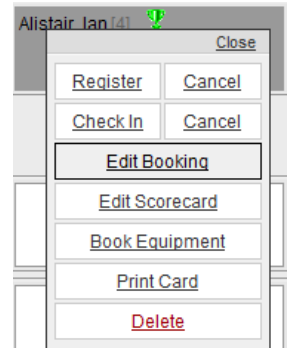 Alistair, Ian [4]
Close
Register Cancel
Check In Cancel
Edit Booking
Edit Scorecard
Book Equipment
Print Card
Delete